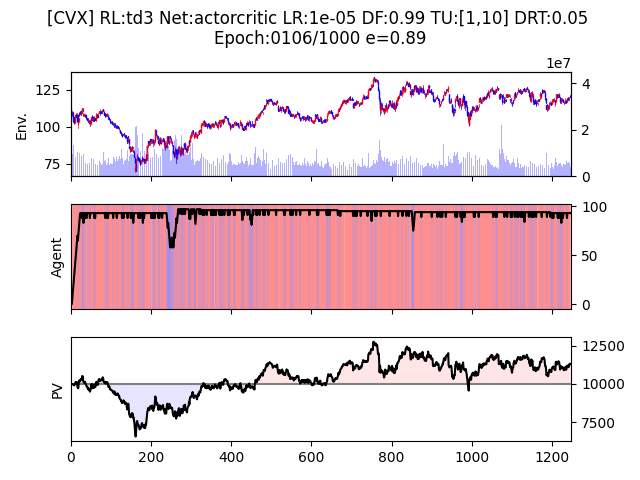 [CVX] RL:td3 Net:actorcritic LR:1e-05 DF:0.99 TU:[1,10] DRT:0.05
Epoch:0106/1000 e=0.89
1e7
125
100
75
Env.
4
2
0
Agent
100
50
0
PV
12500
10000
7500
0 200 400 600 800 1000 1200